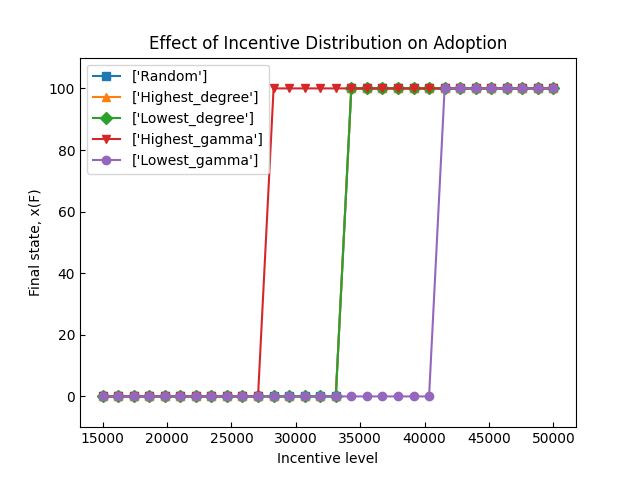 Effect of Incentive Distribution on Adoption
['Random']
['Highest_degree']
['Lowest_degree']
['Highest_gamma']
['Lowest_gamma']
100
80
60
40
20
0
Final state, x(F)
15000 20000 25000 30000 35000 40000 45000 50000
Incentive level